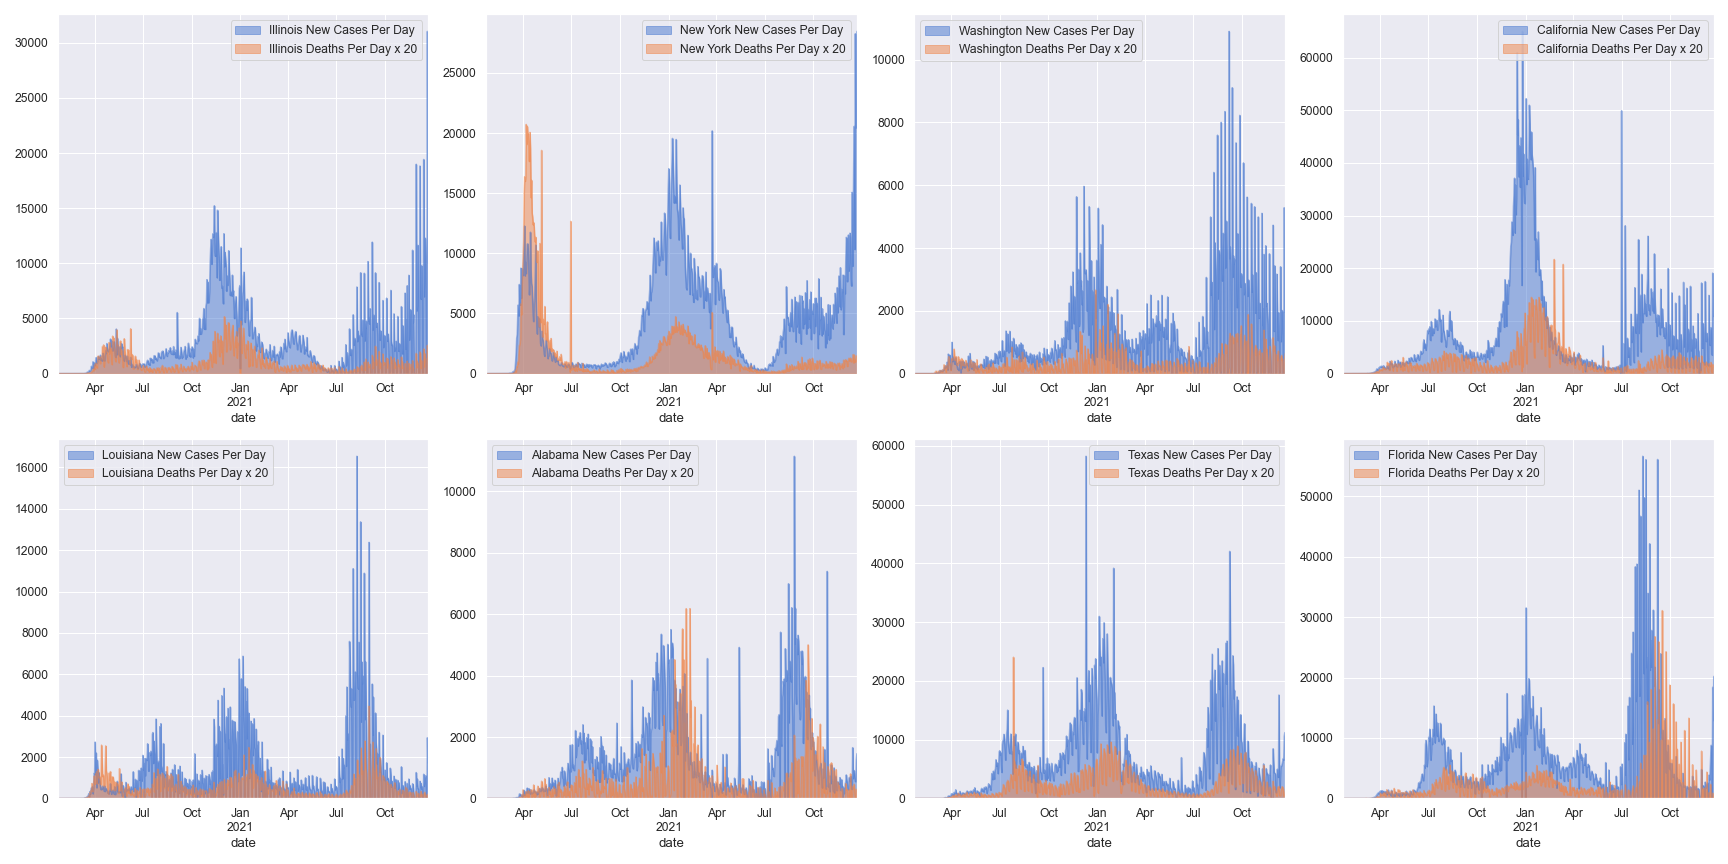 Illinois New Cases Per Day
Illinois Deaths Per Day x 20
30000
25000
20000
15000
10000
5000
0
Apr Jul Oct Jan Apr Jul Oct
2021
date
New York New Cases Per Day
New York Deaths Per Day x 20
25000
20000
15000
10000
5000
0
Apr Jul Oct Jan Apr Jul Oct
2021
date
Washington New Cases Per Day
Washington Deaths Per Day x 20
10000
8000
6000
4000
2000
0
Apr Jul Oct Jan Apr Jul Oct
2021
date
California New Cases Per Day
California Deaths Per Day x 20
60000
50000
40000
30000
20000
10000
0
Apr Jul Oct Jan Apr Jul Oct
2021
date
Louisiana New Cases Per Day
Louisiana Deaths Per Day x 20
16000
14000
12000
10000
8000
6000
4000
2000
0
Apr Jul Oct Jan Apr Jul Oct
2021
date
Alabama New Cases Per Day
Alabama Deaths Per Day x 20
10000
8000
6000
4000
2000
0
Apr Jul Oct Jan Apr Jul Oct
2021
date
Texas New Cases Per Day
Texas Deaths Per Day x 20
60000
50000
40000
30000
20000
10000
0
Apr Jul Oct Jan Apr Jul Oct
2021
date
Florida New Cases Per Day
Florida Deaths Per Day x 20
50000
40000
30000
20000
10000
0
Apr Jul Oct Jan Apr Jul Oct
2021
date